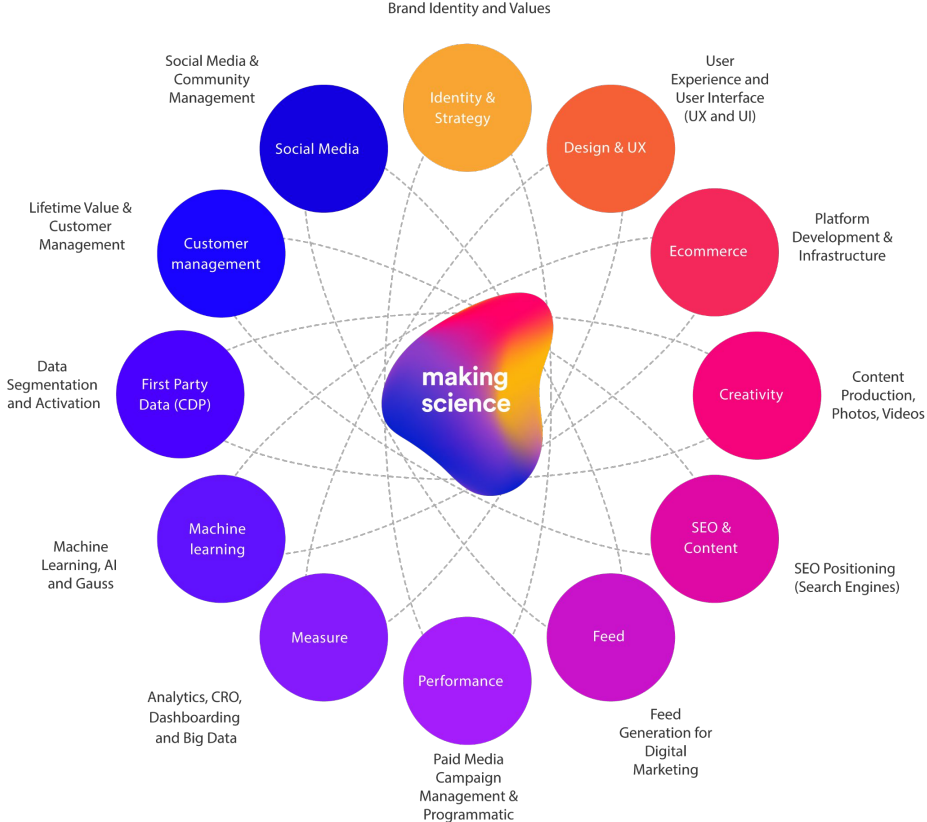 Brand Identity and Values
Identity &
Strategy
User
Experience and
User Interface
(UX and UI)
Design & UX
Platform
Development &
Infrastructure
Ecommerce
Content
Production,
Photos, Videos
Creativity
SEO Positioning
(Search Engines)
SEO &
Content
Feed
Generation for
Digital
Marketing
Feed
Paid Media
Campaign
Management &
Programmatic
Performance
Analytics, CRO,
Dashboarding
and Big Data
Measure
Machine
Learning, AI
and Gauss
Machine
learning
Data
Segmentation
and Activation
First Party
Data (CDP)
Lifetime Value &
Customer
Management
Customer
management
Social Media &
Community
Management
Social Media
making
science